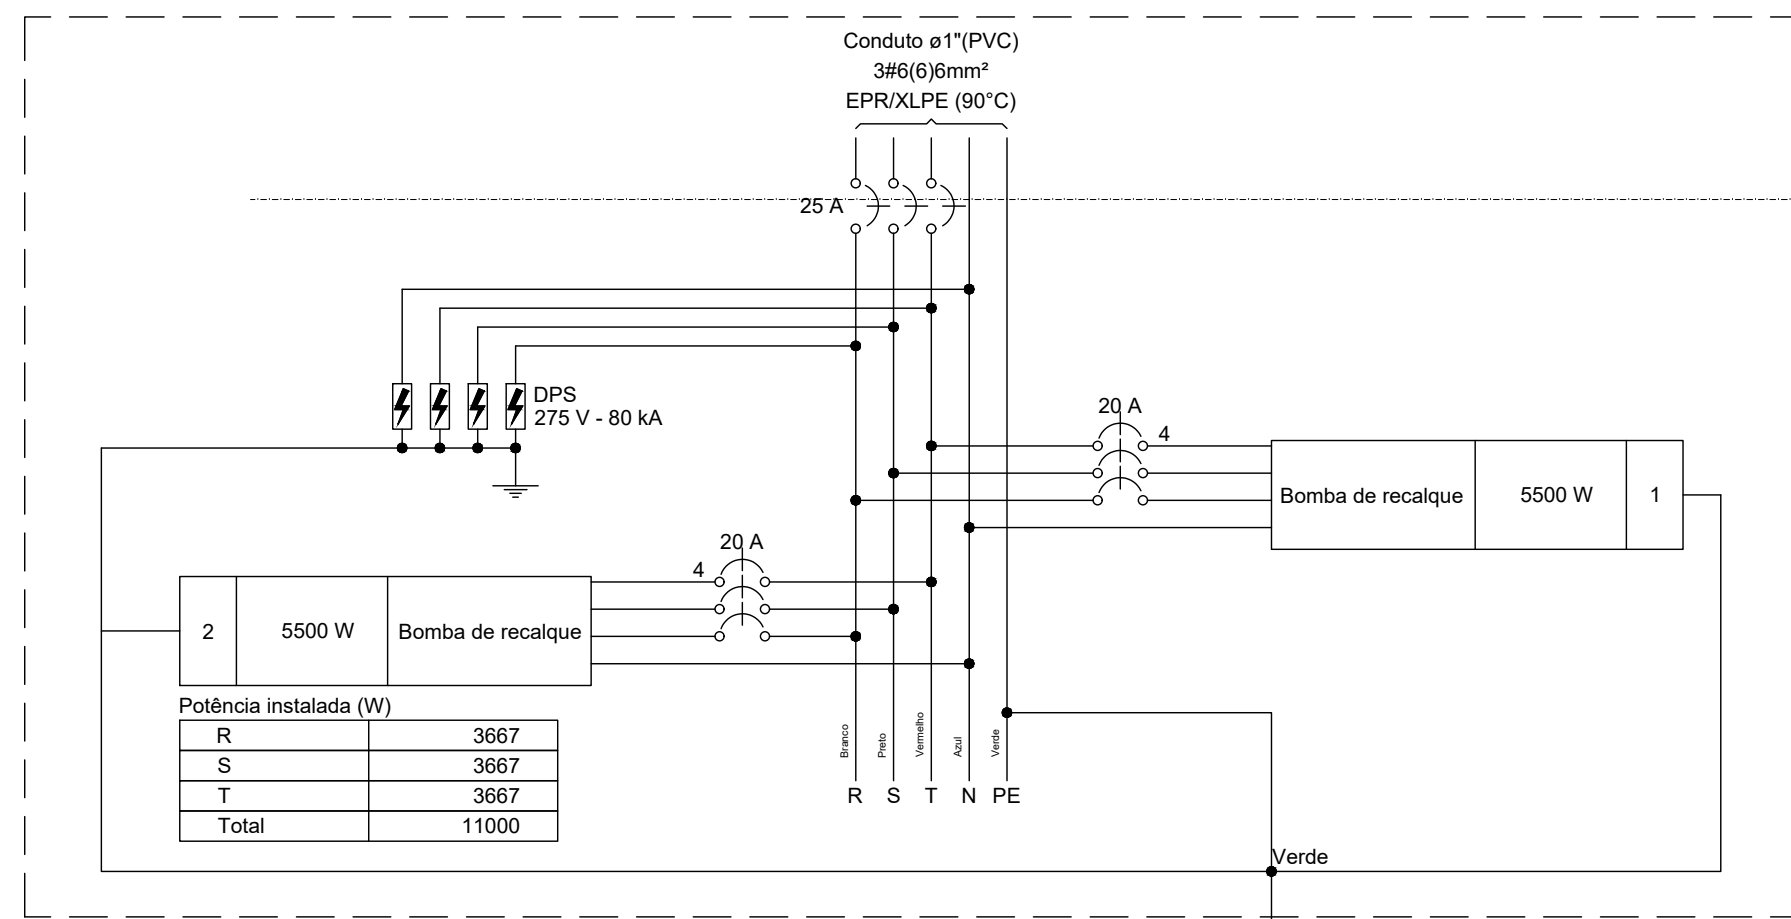 Conduto ø1"(PVC)
3#6(6)6mm²
EPR/XLPE (90°C)
25 A
DPS
275 V - 80 kA
20 A
4
Bomba de recalque 5500 W 1
20 A
4
2 5500 W Bomba de recalque
Potência instalada (W)
R 3667
S 3667
T 3667
Total 11000
Branco
Preto
Vermelho
Azul
Verde
R S T N PE
Verde